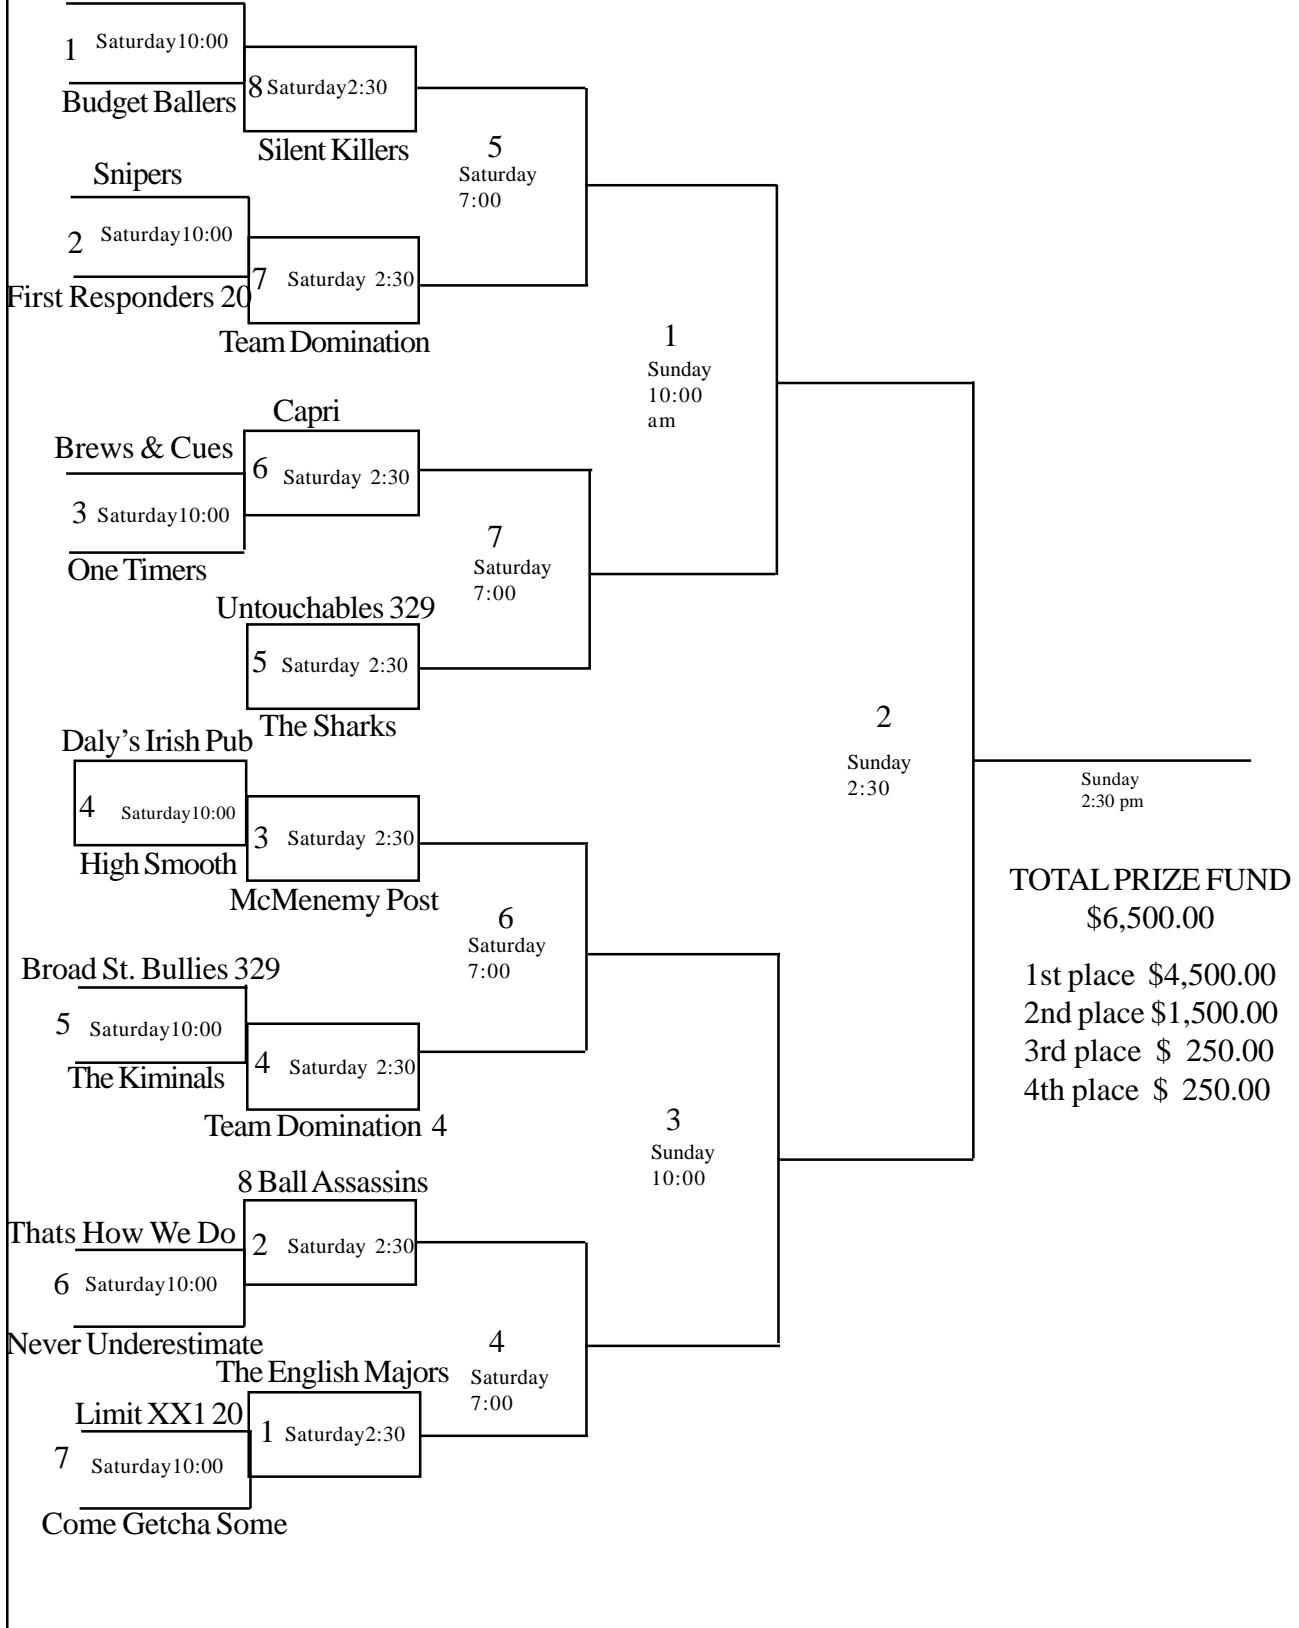 1 Saturday10:00
Budget Ballers
8 Saturday2:30
Silent Killers
5
Saturday
7:00
Snipers
2 Saturday10:00
First Responders 20
7 Saturday 2:30
Team Domination
1
Sunday
10:00
am
Capri
Brews & Cues
6 Saturday 2:30
3 Saturday10:00
One Timers
7
Saturday
7:00
Untouchables 329
5 Saturday 2:30
The Sharks
2
Sunday
2:30
Sunday
2:30 pm
Daly's Irish Pub
4 Saturday10:00
High Smooth
3 Saturday 2:30
McMenemy Post
6
Saturday
7:00
TOTAL PRIZE FUND
$6,500.00
1st place $4,500.00
2nd place $1,500.00
3rd place $ 250.00
4th place $ 250.00
Broad St. Bullies 329
5 Saturday10:00
The Kiminals
4 Saturday 2:30
Team Domination 4
3
Sunday
10:00
8 Ball Assassins
Thats How We Do
2 Saturday 2:30
6 Saturday10:00
Never Underestimate
4
Saturday
7:00
The English Majors
Limit XX1 20
1 Saturday2:30
7 Saturday10:00
Come Getcha Some